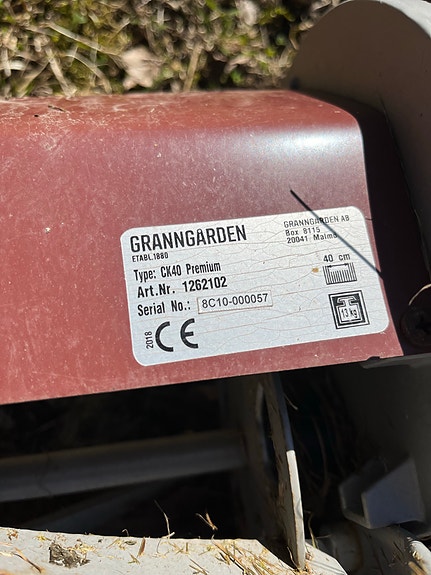 GRANNGÅRDEN
ETABL.1880
GRANNGÅRDEN AB
Box 8115
20041 Malmö
Type: CK40 Premium
Art.Nr. 1262102
Serial No.: 8C10-000057
40 cm
13 kg
2018 CE